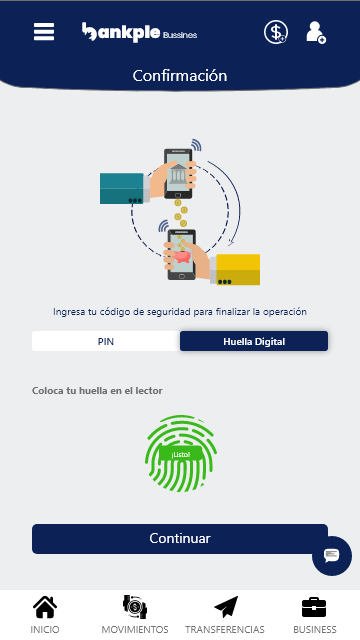 bankple Bussines
Confirmación
Ingresa tu código de seguridad para finalizar la operación
PIN
Huella Digital
Coloca tu huella en el lector
¡Listo!
Continuar
INICIO
MOVIMIENTOS
TRANSFERENCIAS
BUSINESS